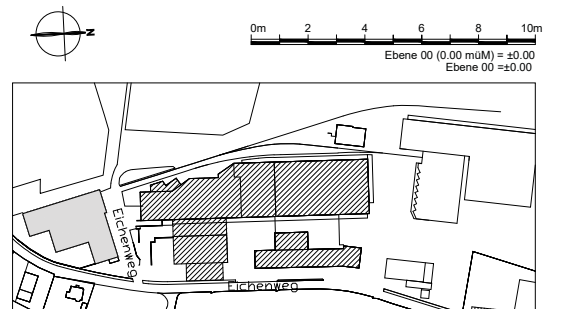 N
0m 2 4 6 8 10m
Ebene 00 (0.00 müM) = ±0.00
Ebene 00 =±0.00
Eichenweg
Eichenweg